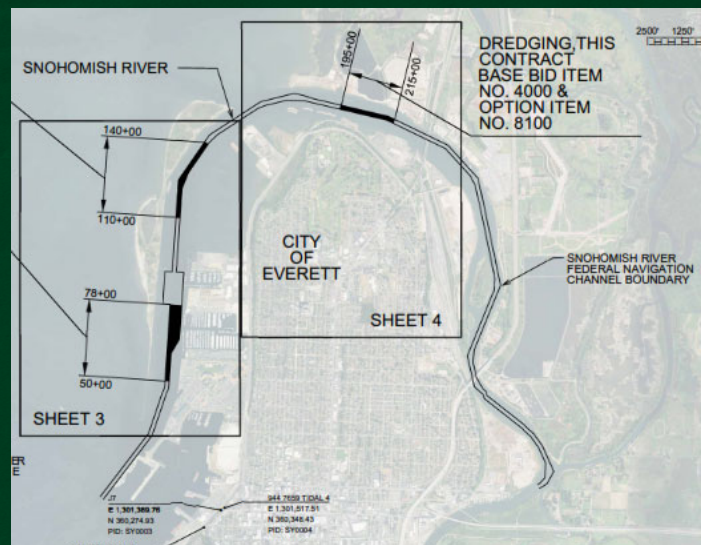 2500' 1250'
DREDGING,THIS
CONTRACT
BASE BID ITEM
NO. 4000 &
OPTION ITEM
NO. 8100
195+00
215+00
SNOHOMISH RIVER
140+00
110+00
CITY
OF
EVERETT
SNOHOMISH RIVER
FEDERAL NAVIGATION
CHANNEL BOUNDARY
78+00
50+00
SHEET 4
SHEET 3
ER
E
J7
E 1,301,389.76
N 360,274.93
PID: SY0003
944 7659 TIDAL 4
E 1,301,517.51
N 360,348.43
PID: SY0004